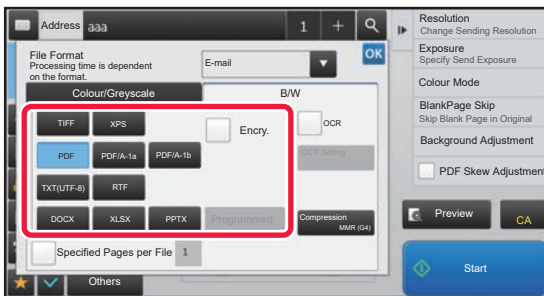 Address aaa 1 +
File Format
Processing time is dependent
on the format.
E-mail
OK
Colour/Greyscale
B/W
TIFF XPS
Encry.
OCR
PDF PDF/A-1a PDF/A-1b
OCR Setting
TXT(UTF-8) RTF
DOCX XLSX PPTX
Programmed
Compression
MMR (G4)
Specified Pages per File 1
Others
Resolution
Change Sending Resolution
Exposure
Specify Send Exposure
Colour Mode
BlankPage Skip
Skip Blank Page in Original
Background Adjustment
PDF Skew Adjustment
Preview
CA
Start